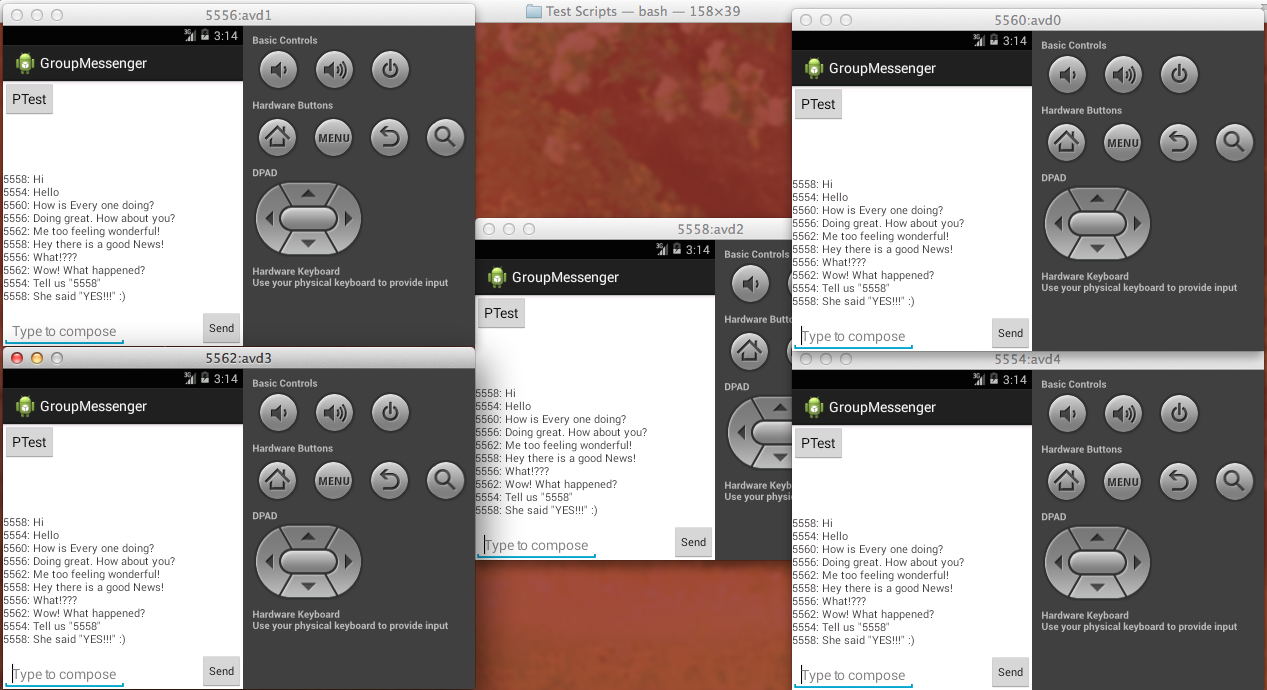 Test Scripts — bash — 158×39
5556:avd1
3G 3:14
GroupMessenger
PTest
5558: Hi
5554: Hello
5560: How is Every one doing?
5556: Doing great. How about you?
5562: Me too feeling wonderful!
5558: Hey there is a good News!
5556: What!???
5562: Wow! What happened?
5554: Tell us "5558"
5558: She said "YES!!!" :)
Type to compose
Send
Basic Controls
Hardware Buttons
MENU
DPAD
Hardware Keyboard
Use your physical keyboard to provide input
5560:avd0
3G 3:14
GroupMessenger
PTest
5558: Hi
5554: Hello
5560: How is Every one doing?
5556: Doing great. How about you?
5562: Me too feeling wonderful!
5558: Hey there is a good News!
5556: What!???
5562: Wow! What happened?
5554: Tell us "5558"
5558: She said "YES!!!" :)
Type to compose
Send
Basic Controls
Hardware Buttons
MENU
DPAD
Hardware Keyboard
Use your physical keyboard to provide input
5558:avd2
3G 3:14
GroupMessenger
PTest
5558: Hi
5554: Hello
5560: How is Every one doing?
5556: Doing great. How about you?
5562: Me too feeling wonderful!
5558: Hey there is a good News!
5556: What!???
5562: Wow! What happened?
5554: Tell us "5558"
5558: She said "YES!!!" :)
Type to compose
Send
Basic Controls
Hardware Butto
DPAD
Hardware Keyb
Use your physi
5562:avd3
3G 3:14
GroupMessenger
PTest
5558: Hi
5554: Hello
5560: How is Every one doing?
5556: Doing great. How about you?
5562: Me too feeling wonderful!
5558: Hey there is a good News!
5556: What!???
5562: Wow! What happened?
5554: Tell us "5558"
5558: She said "YES!!!" :)
Type to compose
Send
Basic Controls
Hardware Buttons
MENU
DPAD
Hardware Keyboard
Use your physical keyboard to provide input
5554:avd4
3G 3:14
GroupMessenger
PTest
5558: Hi
5554: Hello
5560: How is Every one doing?
5556: Doing great. How about you?
5562: Me too feeling wonderful!
5558: Hey there is a good News!
5556: What!???
5562: Wow! What happened?
5554: Tell us "5558"
5558: She said "YES!!!" :)
Type to compose
Send
Basic Controls
Hardware Buttons
MENU
DPAD
Hardware Keyboard
Use your physical keyboard to provide input